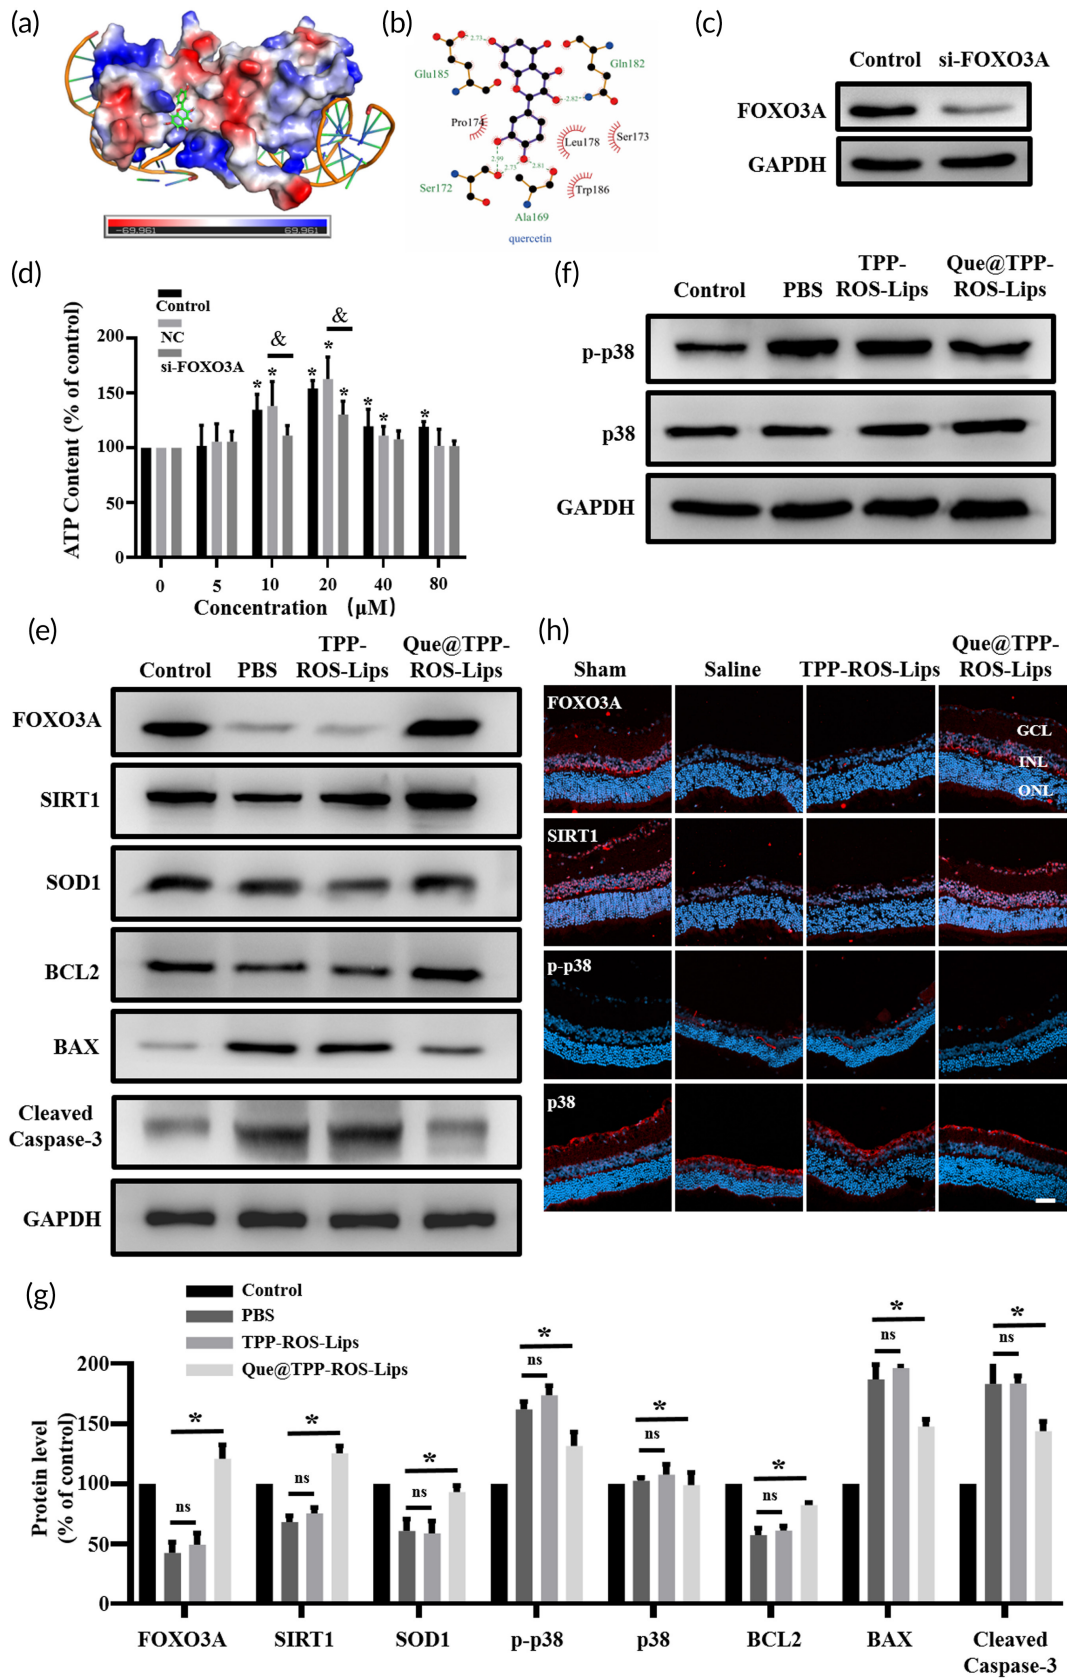 (a)
−69.961 69.961
(b)
Glu185
2.73
Gln182
2.82
Pro174
Leu178
Ser173
2.99
2.73
2.81
Ser172
Ala169
Trp186
quercetin
(c)
Control si-FOXO3A
FOXO3A
GAPDH
(d)
Control
NC
si-FOXO3A
ATP Content (% of control)
200
150
100
50
0
* * & * * & * * * *
0 5 10 20 40 80
Concentration (μM)
(f)
Control PBS TPP-ROS-Lips Que@TPP-ROS-Lips
p-p38
p38
GAPDH
(e)
Control PBS TPP-ROS-Lips Que@TPP-ROS-Lips
FOXO3A
SIRT1
SOD1
BCL2
BAX
Cleaved
Caspase-3
GAPDH
(h)
Sham Saline TPP-ROS-Lips Que@TPP-ROS-Lips
FOXO3A
GCL
INL
ONL
SIRT1
p-p38
p38
(g)
Control
PBS
TPP-ROS-Lips
Que@TPP-ROS-Lips
Protein level
(% of control)
200
150
100
50
0
ns * ns * ns * ns * ns * ns * ns * ns *
FOXO3A SIRT1 SOD1 p-p38 p38 BCL2 BAX Cleaved
Caspase-3